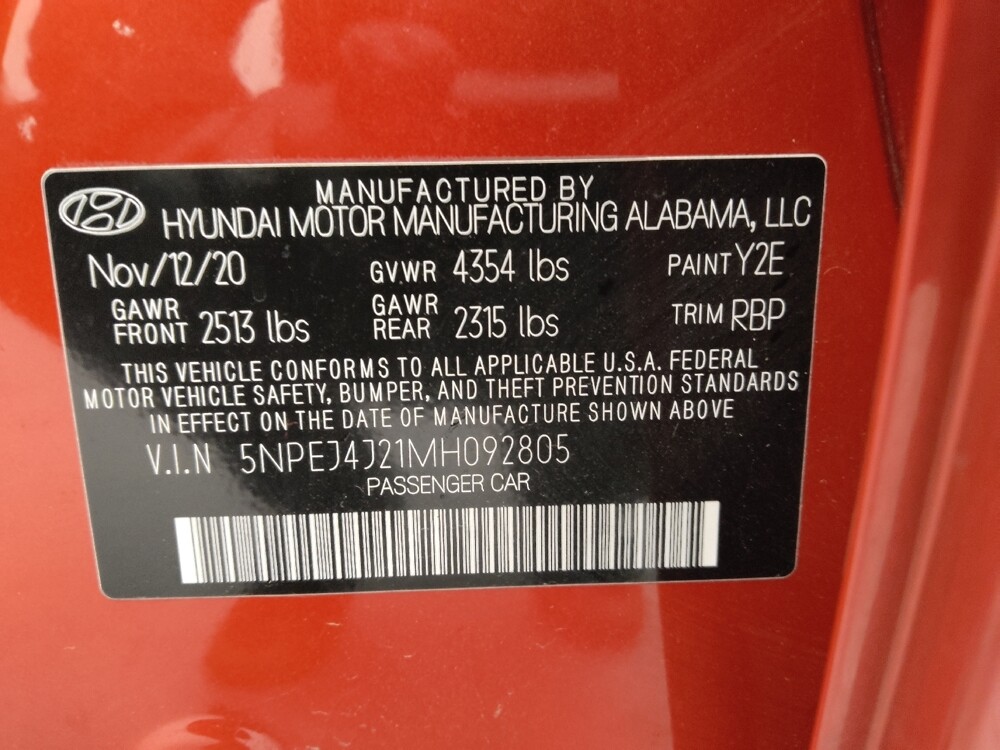 MANUFACTURED BY
HYUNDAI MOTOR MANUFACTURING ALABAMA, LLC
Nov/12/20 GVWR 4354 lbs PAINT Y2E
GAWR FRONT 2513 lbs GAWR REAR 2315 lbs TRIM RBP
THIS VEHICLE CONFORMS TO ALL APPLICABLE U.S.A. FEDERAL
MOTOR VEHICLE SAFETY, BUMPER, AND THEFT PREVENTION STANDARDS
IN EFFECT ON THE DATE OF MANUFACTURE SHOWN ABOVE
V.I.N 5NPEJ4J21MH092805
PASSENGER CAR